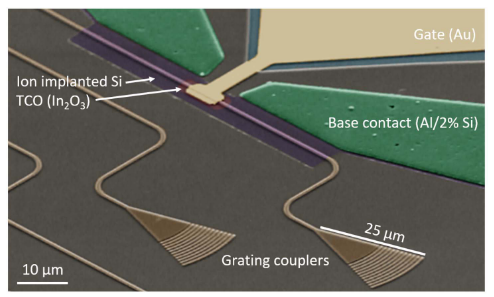 Gate (Au)
Ion implanted Si
TCO (In₂O₃)
Base contact (Al/2% Si)
25 µm
Grating couplers
10 µm